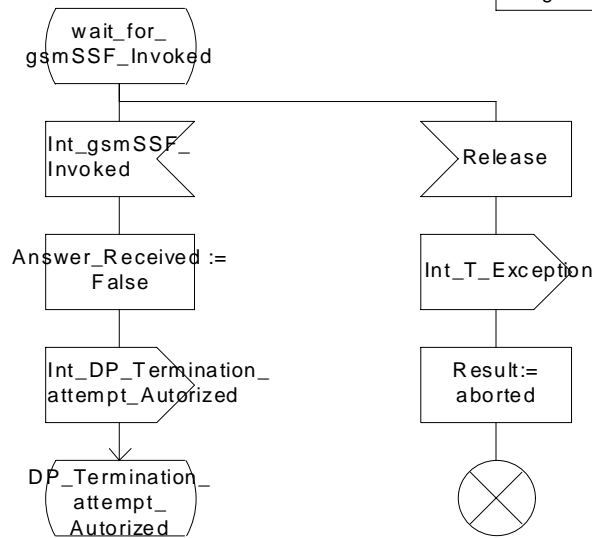 wait_for_
gsmSSF_Invoked
Int_gsmSSF_
Invoked
Release
Answer_Received :=
False
Int_T_Exception
Int_DP_Termination_
attempt_Autorized
Result:=
aborted
DP_Termination_
attempt_
Autorized